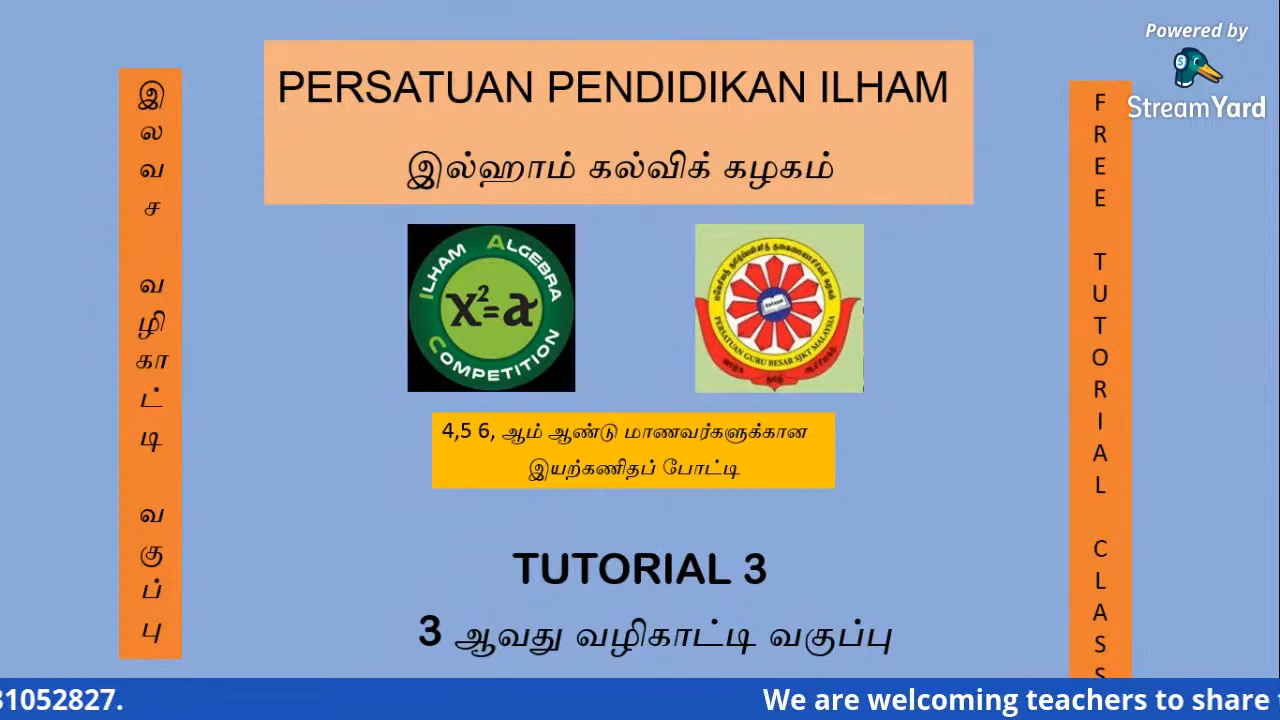 Powered by
StreamYard
PERSATUAN PENDIDIKAN ILHAM
இல்ஹாம் கல்விக் கழகம்
இலவச வழிகாட்டி வகுப்பு
FREE TUTORIAL CLASS
ILHAM ALGEBRA
x²=a
COMPETITION
PERSATUAN GURU BESAR SJKT MALAYSIA
4,5 6, ஆம் ஆண்டு மாணவர்களுக்கான
இயற்கணிதப் போட்டி
TUTORIAL 3
3 ஆவது வழிகாட்டி வகுப்பு
31052827.
We are welcoming teachers to share